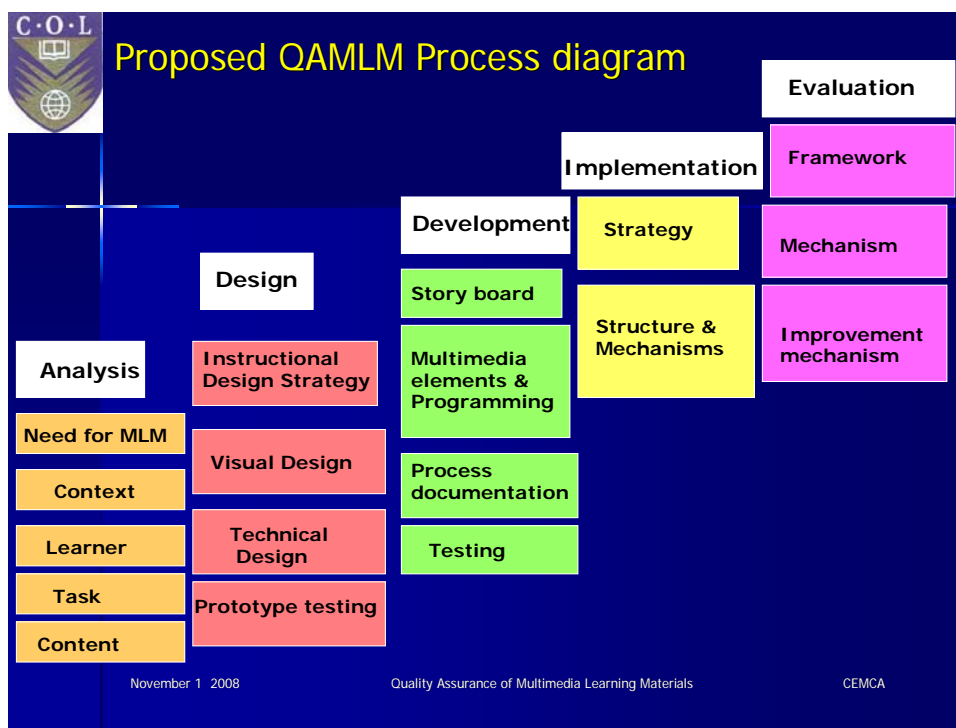 C·O·L
Proposed QAMLM Process diagram
Analysis
Need for MLM
Context
Learner
Task
Content
Design
Instructional
Design Strategy
Visual Design
Technical
Design
Prototype testing
Development
Story board
Multimedia
elements &
Programming
Process
documentation
Testing
Implementation
Strategy
Structure &
Mechanisms
Evaluation
Framework
Mechanism
Improvement
mechanism
November 1 2008
Quality Assurance of Multimedia Learning Materials
CEMCA